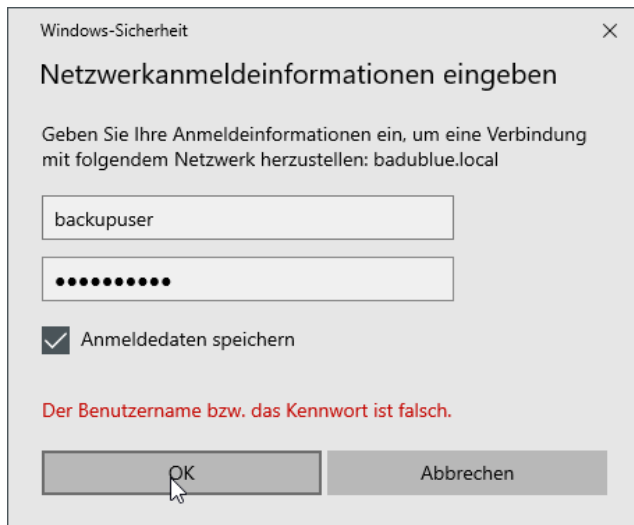 Windows-Sicherheit
Netzwerkanmeldeinformationen eingeben
Geben Sie Ihre Anmeldeinformationen ein, um eine Verbindung
mit folgendem Netzwerk herzustellen: badublue.local
backupuser
••••••••••
Anmeldedaten speichern
Der Benutzername bzw. das Kennwort ist falsch.
OK
Abbrechen